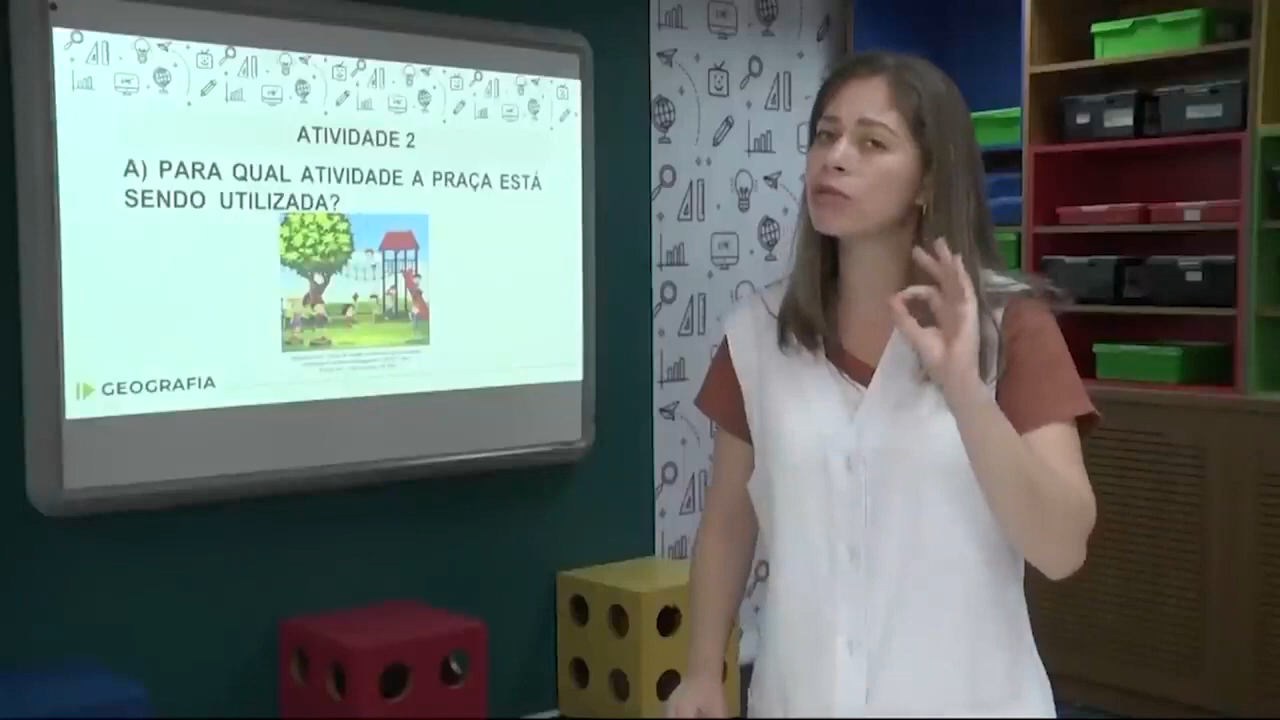 ATIVIDADE 2
A) PARA QUAL ATIVIDADE A PRAÇA ESTÁ
SENDO UTILIZADA?
GEOGRAFIA